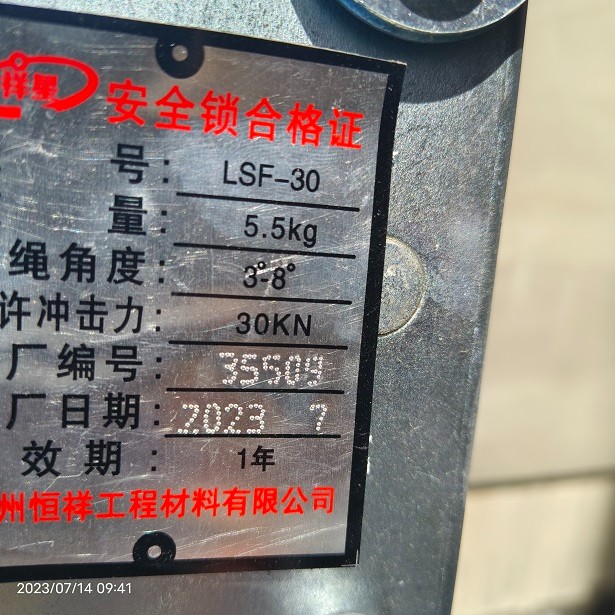 祥星
安全锁合格证
号: LSF-30
量: 5.5kg
绳角度: 3°-8°
许冲击力: 30KN
厂编号: 35509
厂日期: 2023 7
效期: 1年
州恒祥工程材料有限公司
2023/07/14 09:41